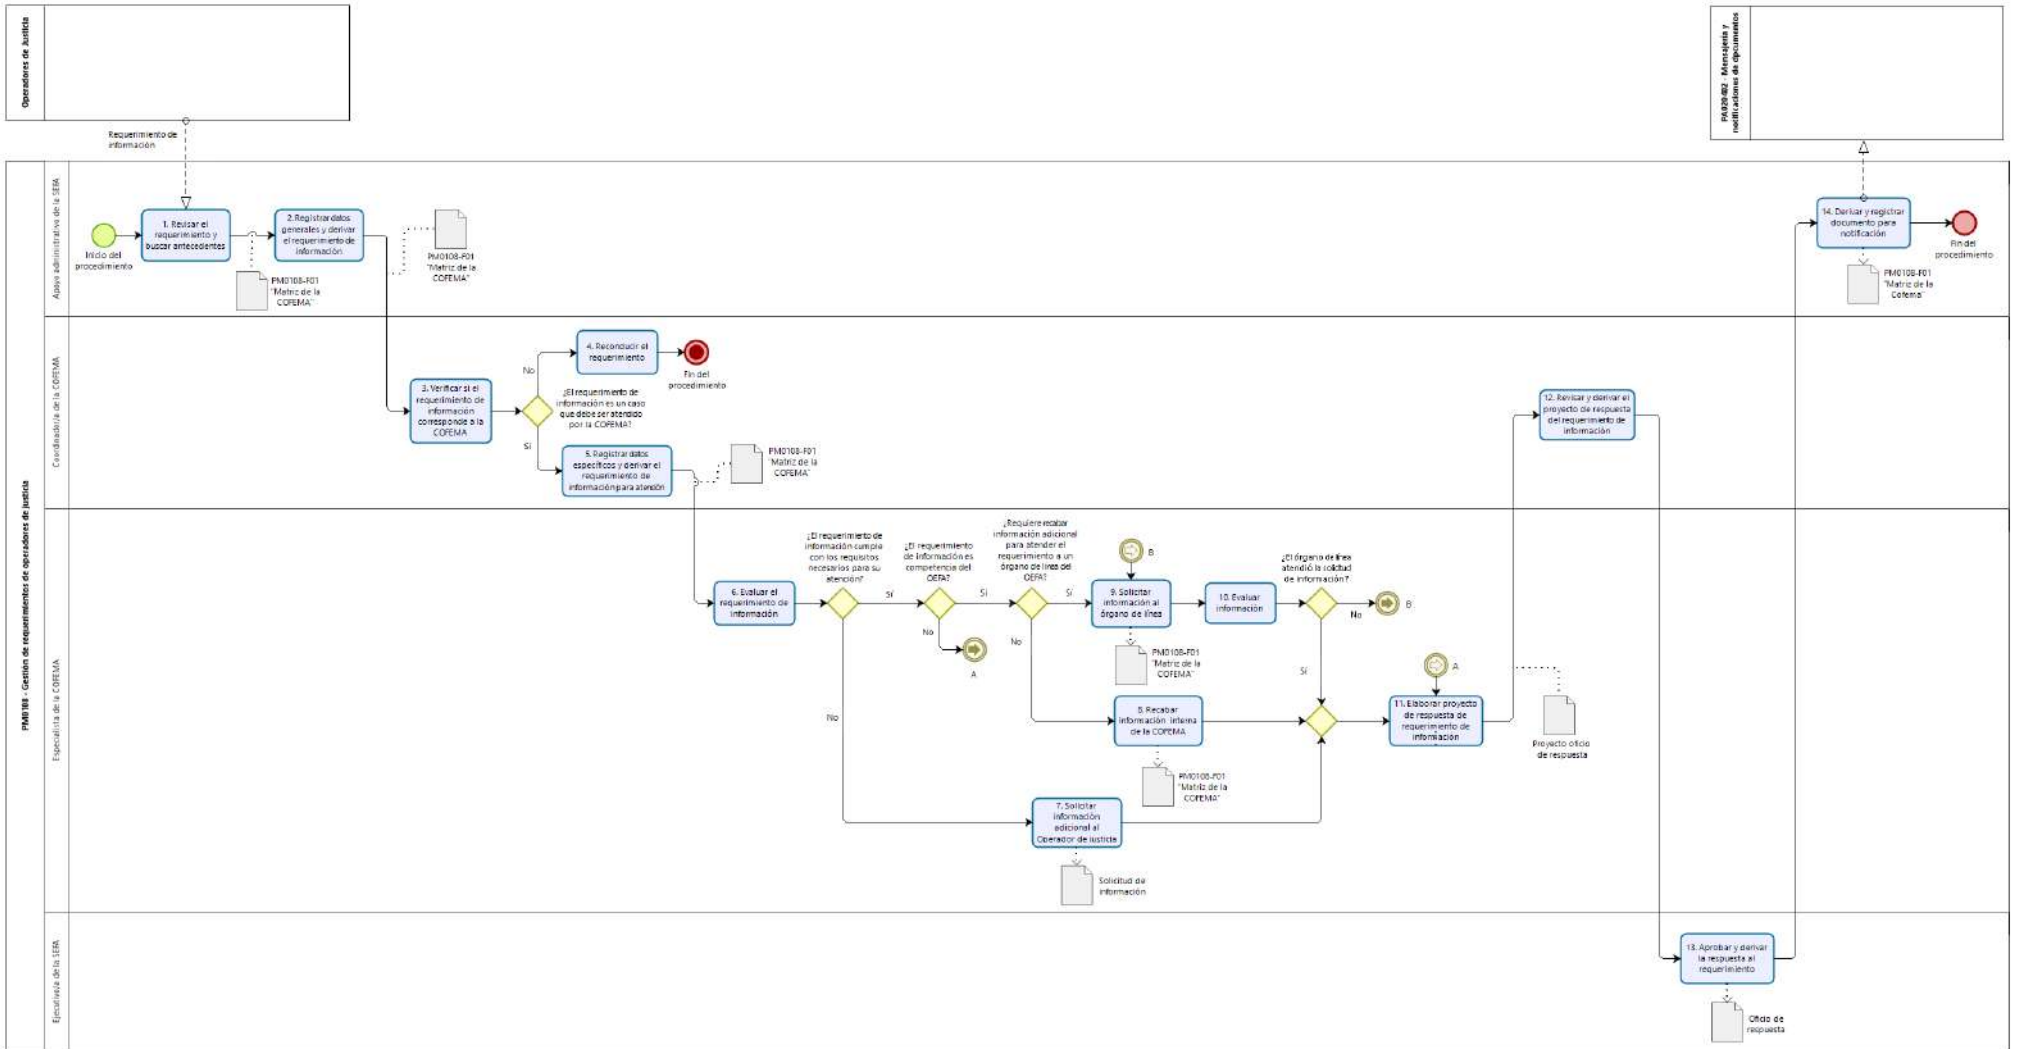 Operadores de Justicia
PA020402 - Mensajería y
notificaciones de documentos
Requerimiento de
información
PM0108 - Gestión de requerimientos de operadores de justicia
Apoyo administrativo de la SEFA
Inicio del
procedimiento
1. Revisar el
requerimiento y
buscar antecedentes
2. Registrar datos
generales y derivar
el requerimiento de
información
PM0108-F01
"Matriz de la
COFEMA"
PM0108-F01
"Matriz de la
COFEMA"
14. Derivar y registrar
documento para
notificación
Fin del
procedimiento
PM0108-F01
"Matriz de la
Cofema"
Coordinador/a de la COFEMA
3. Verificar si el
requerimiento de
información
corresponde a la
COFEMA
No
Sí
¿El requerimiento de
información es un caso
que debe ser atendido
por la COFEMA?
4. Reconducir el
requerimiento
Fin del
procedimiento
5. Registrar datos
específicos y derivar el
requerimiento de
información para atención
PM0108-F01
"Matriz de la
COFEMA"
12. Revisar y derivar el
proyecto de respuesta
del requerimiento de
información
Especialista de la COFEMA
6. Evaluar el
requerimiento de
información
¿El requerimiento de
información cumple
con los requisitos
necesarios para su
atención?
Sí
No
¿El requerimiento
de información es
competencia del
OEFA?
Sí
No
A
¿Requiere recabar
información adicional
para atender el
requerimiento a un
órgano de línea del
OEFA?
Sí
No
B
9. Solicitar
información al
órgano de línea
PM0108-F01
"Matriz de la
COFEMA"
10. Evaluar
información
¿El órgano de línea
atendió la solicitud
de información?
No
B
Sí
8. Recabar
información interna
de la COFEMA
PM0108-F01
"Matriz de la
COFEMA"
7. Solicitar
información
adicional al
Operador de justicia
Solicitud de
información
A
11. Elaborar proyecto
de respuesta de
requerimiento de
información
Proyecto oficio
de respuesta
Ejecutivo/a de la SEFA
13. Aprobar y derivar
la respuesta al
requerimiento
Oficio de
respuesta